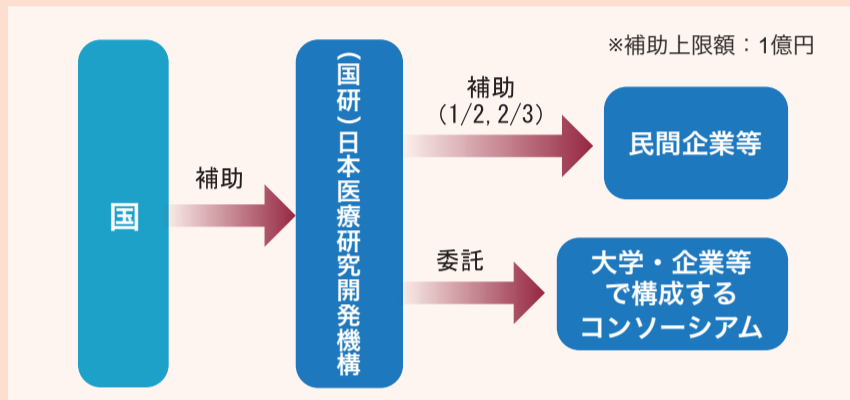 ※補助上限額：1億円
国
補助
(国研)日本医療研究開発機構
補助
(1/2, 2/3)
民間企業等
委託
大学・企業等
で構成する
コンソーシアム